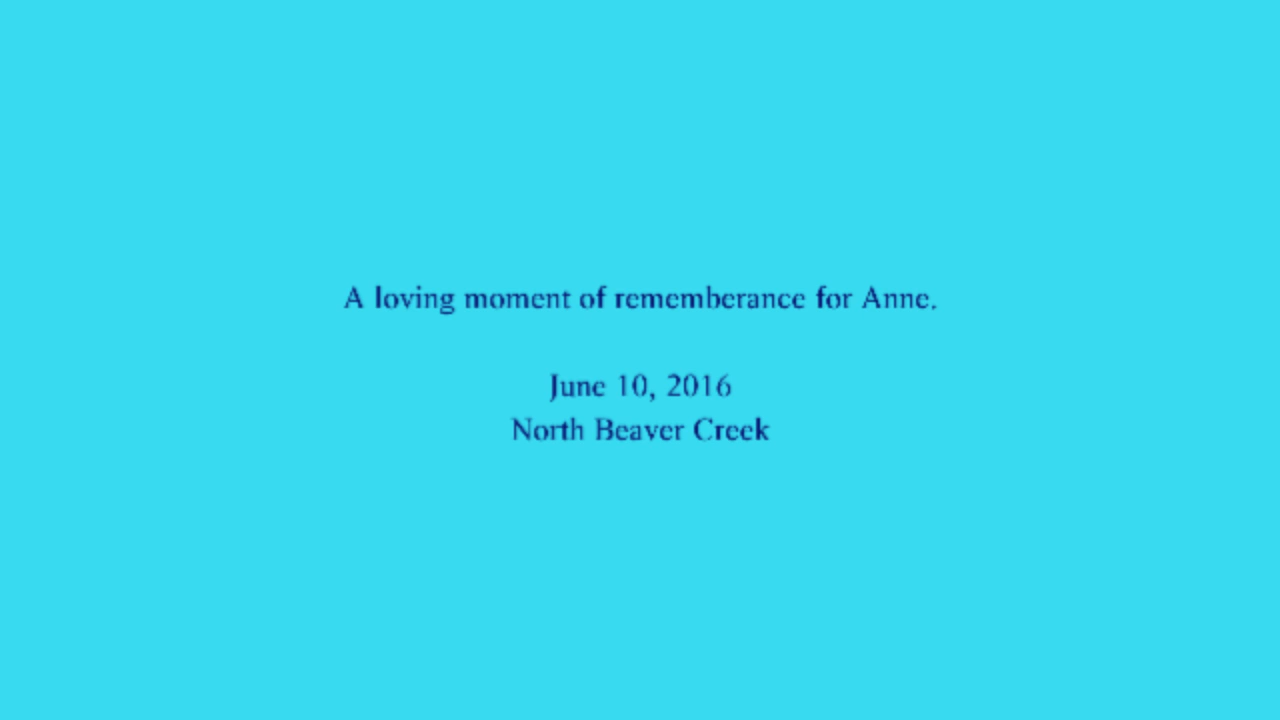 A loving moment of rememberance for Anne.
June 10, 2016
North Beaver Creek